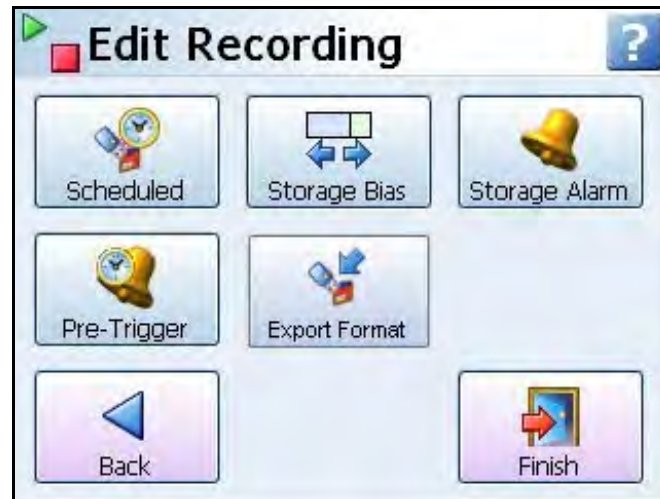 Edit Recording
?
Scheduled
Storage Bias
Storage Alarm
Pre-Trigger
Export Format
Back
Finish